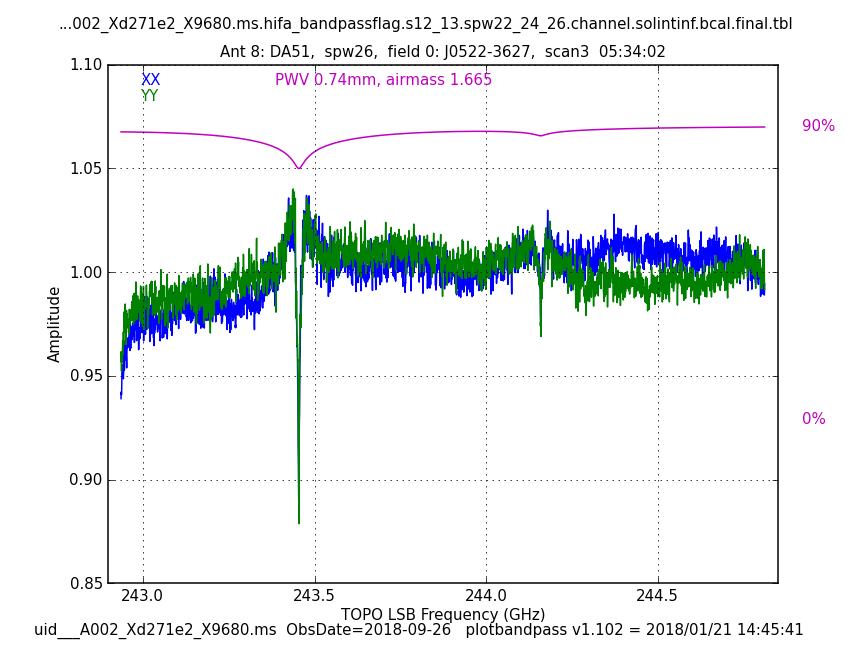 ...002_Xd271e2_X9680.ms.hifa_bandpassflag.s12_13.spw22_24_26.channel.solintinf.bcal.final.tbl
Ant 8: DA51, spw26, field 0: J0522-3627, scan3 05:34:02
1.10
XX
PWV 0.74mm, airmass 1.665
YY
90%
1.05
1.00
Amplitude
0.95
0%
0.90
0.85
243.0 243.5 244.0 244.5
TOPO LSB Frequency (GHz)
uid___A002_Xd271e2_X9680.ms ObsDate=2018-09-26 plotbandpass v1.102 = 2018/01/21 14:45:41